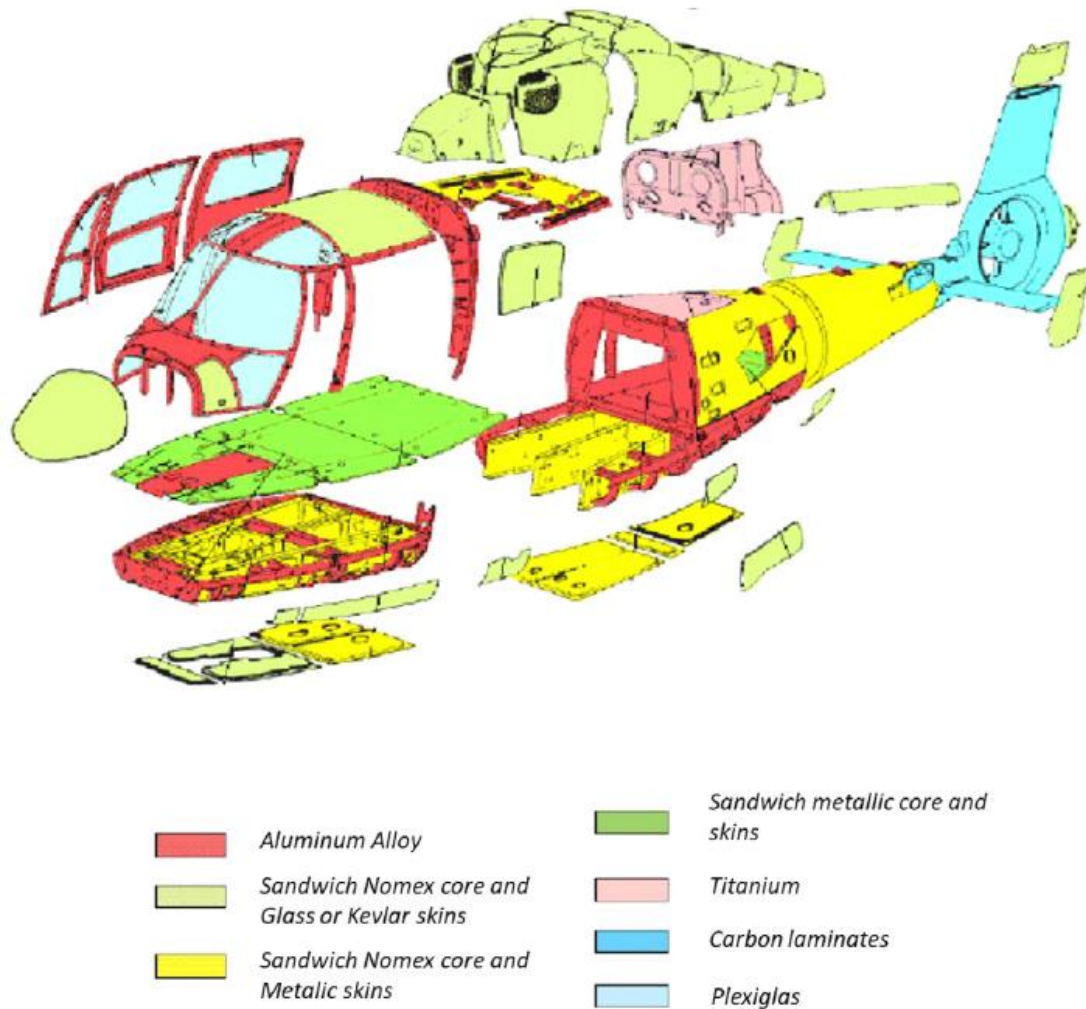 Aluminum Alloy
Sandwich Nomex core and
Glass or Kevlar skins
Sandwich Nomex core and
Metalic skins
Sandwich metallic core and
skins
Titanium
Carbon laminates
Plexiglas